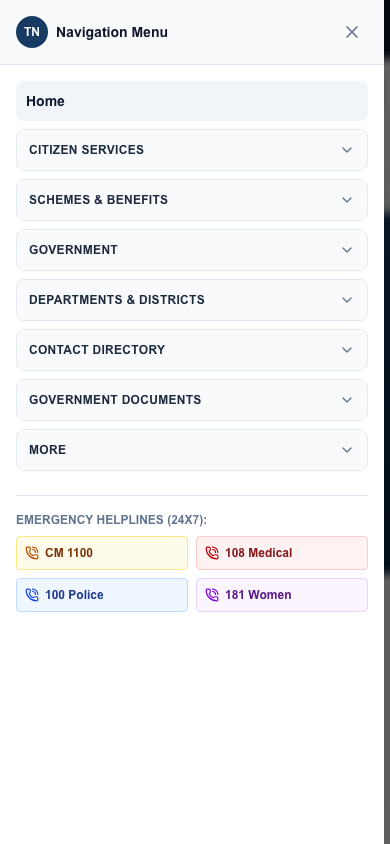 TN Navigation Menu
Home
CITIZEN SERVICES
SCHEMES & BENEFITS
GOVERNMENT
DEPARTMENTS & DISTRICTS
CONTACT DIRECTORY
GOVERNMENT DOCUMENTS
MORE
EMERGENCY HELPLINES (24X7):
CM 1100
108 Medical
100 Police
181 Women